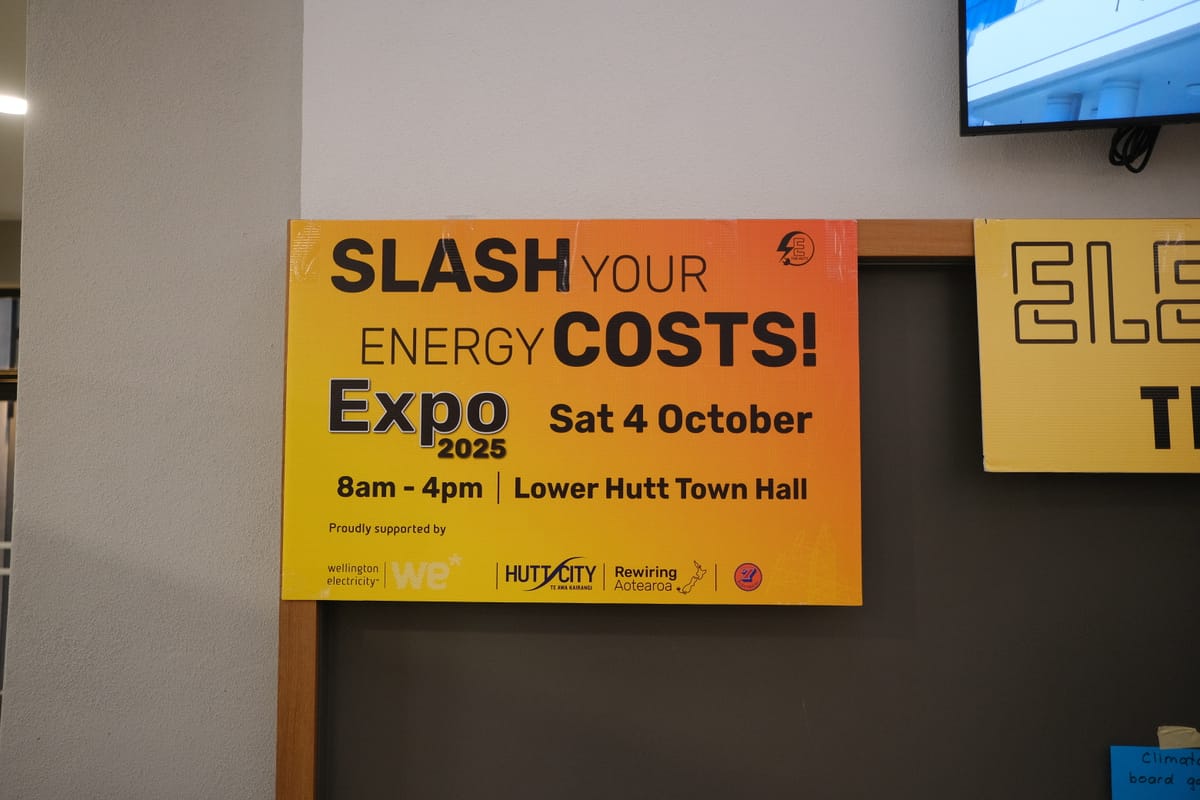 SLASH YOUR
ENERGY COSTS!
Expo
2025
Sat 4 October
8am - 4pm
Lower Hutt Town Hall
Proudly supported by
wellington
electricity
we*
HUTT CITY
TE AWA KAIRANGI
Rewiring
Aotearoa
board